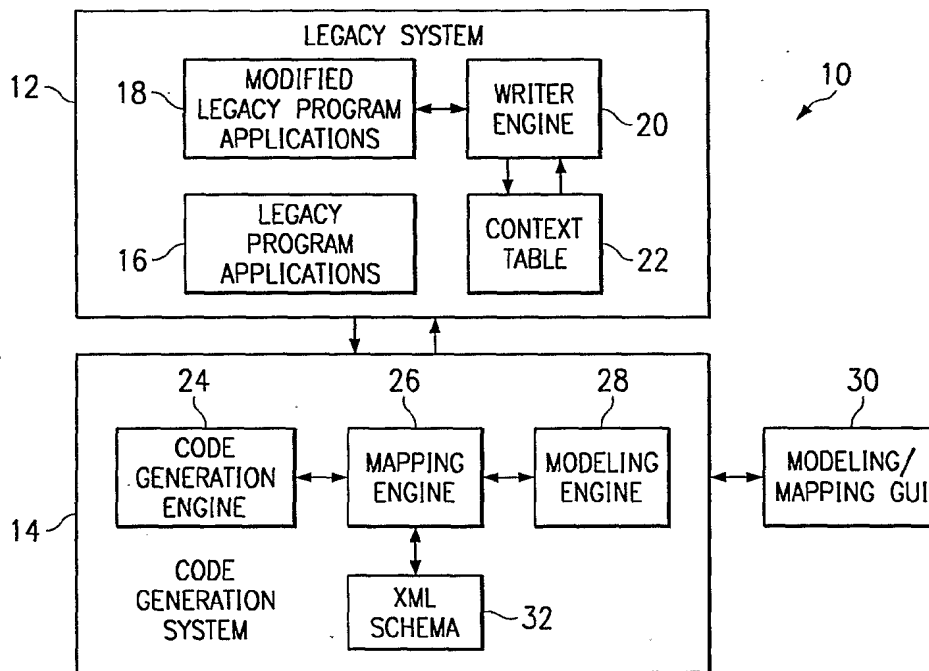 LEGACY SYSTEM
12
18
MODIFIED
LEGACY PROGRAM
APPLICATIONS
WRITER
ENGINE
20
10
16
LEGACY
PROGRAM
APPLICATIONS
CONTEXT
TABLE
22
24
26
28
30
CODE
GENERATION
ENGINE
MAPPING
ENGINE
MODELING
ENGINE
MODELING/
MAPPING GUI
14
CODE
GENERATION
SYSTEM
XML
SCHEMA
32